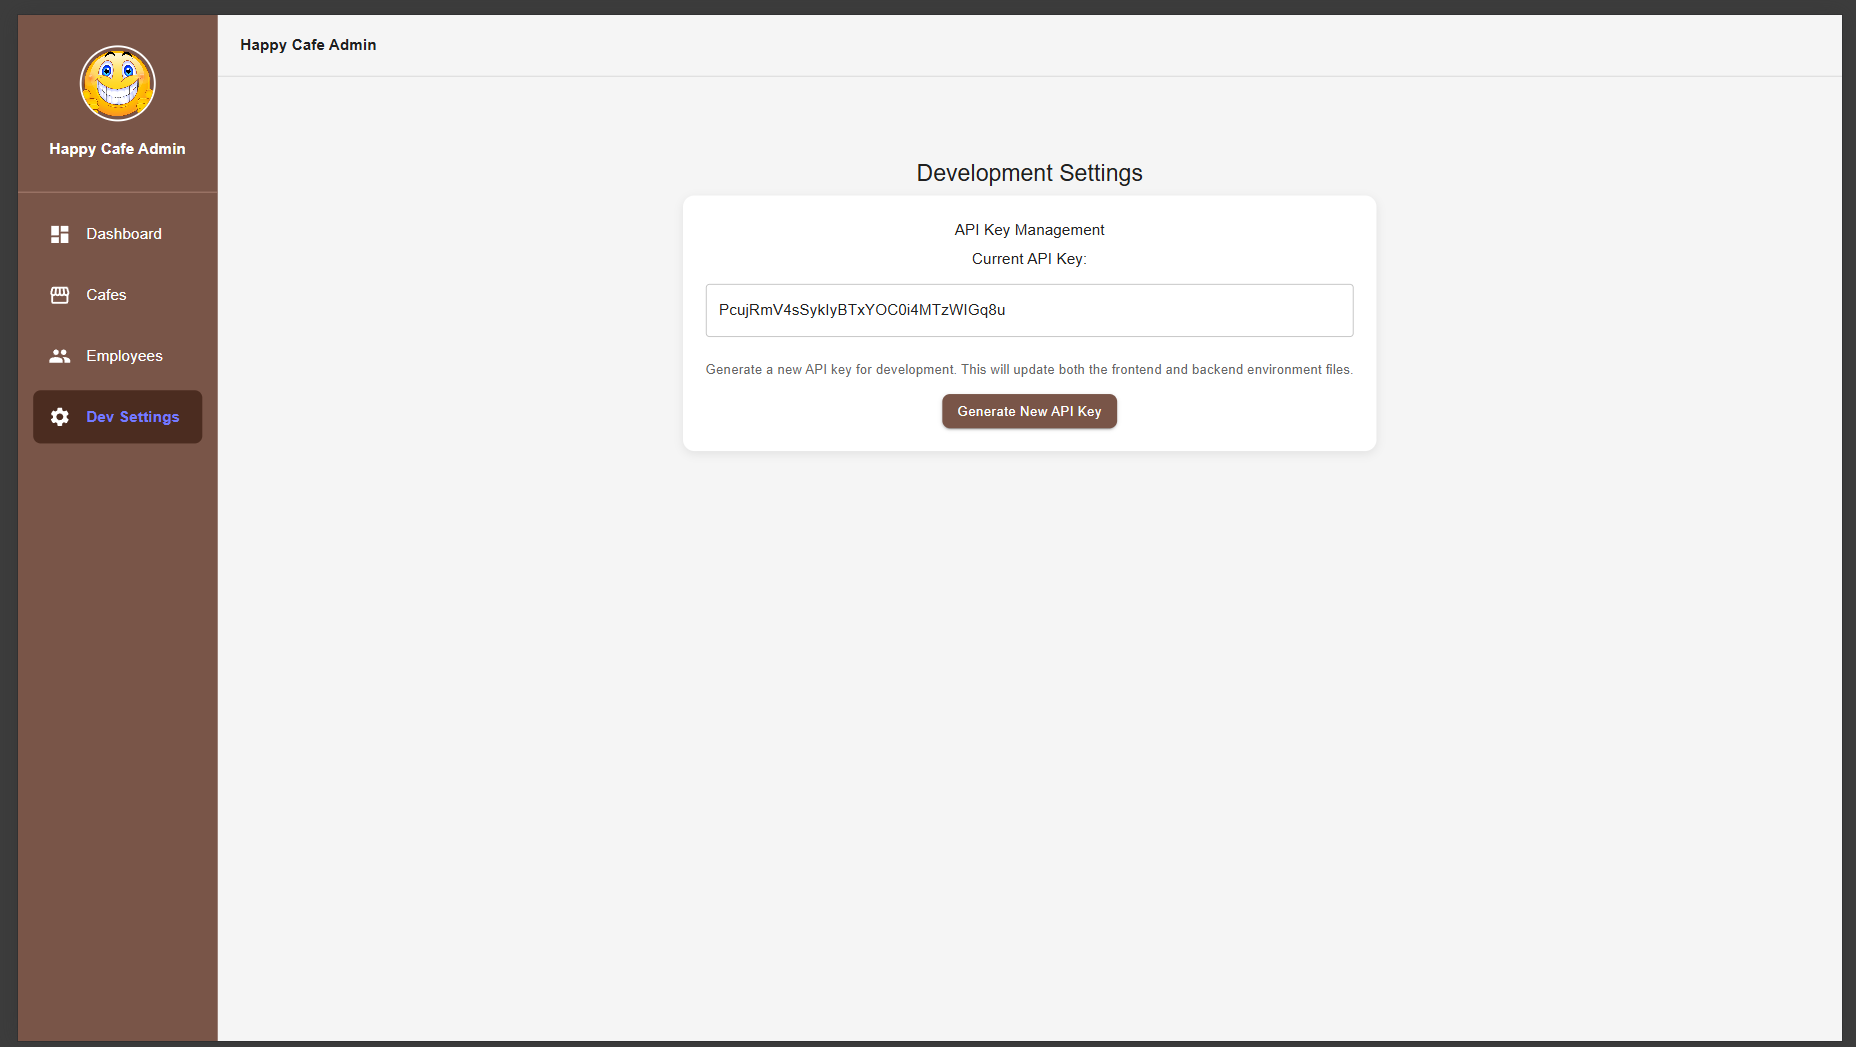 Happy Cafe Admin
Happy Cafe Admin
Dashboard
Cafes
Employees
Dev Settings
Development Settings
API Key Management
Current API Key:
PcujRmV4sSykIyBTxYOC0i4MTzWIGq8u
Generate a new API key for development. This will update both the frontend and backend environment files.
Generate New API Key